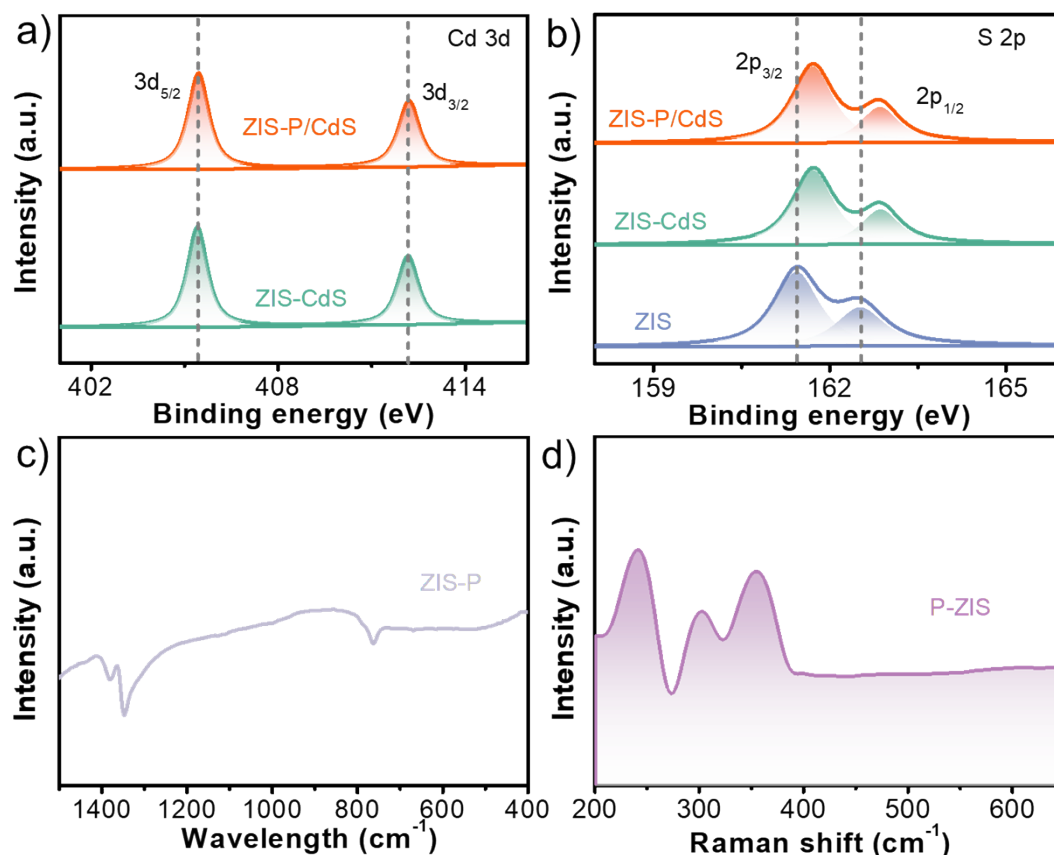 a)
Cd 3d
3d5/2
3d3/2
ZIS-P/CdS
ZIS-CdS
Intensity (a.u.)
402
408
414
Binding energy (eV)
b)
S 2p
2p3/2
2p1/2
ZIS-P/CdS
ZIS-CdS
ZIS
Intensity (a.u.)
159
162
165
Binding energy (eV)
c)
ZIS-P
Intensity (a.u.)
1400
1200
1000
800
600
400
Wavelength (cm-1)
d)
P-ZIS
Intensity (a.u.)
200
300
400
500
600
Raman shift (cm-1)